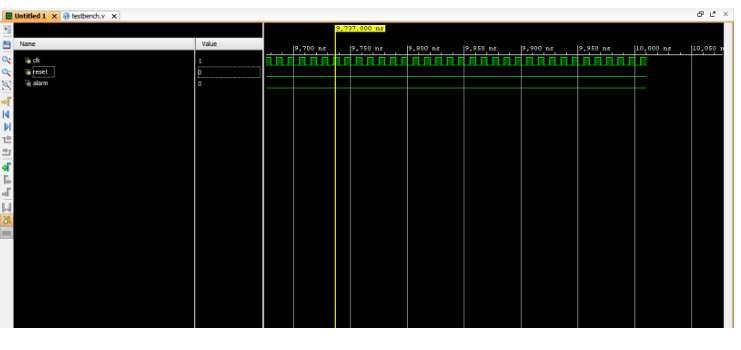 Untitled 1 X testbench.v X
9,737.000 ns
Name Value
9,700 ns 9,750 ns 9,800 ns 9,850 ns 9,900 ns 9,950 ns 10,000 ns 10,050 n
clk 1
reset 0
alarm 0